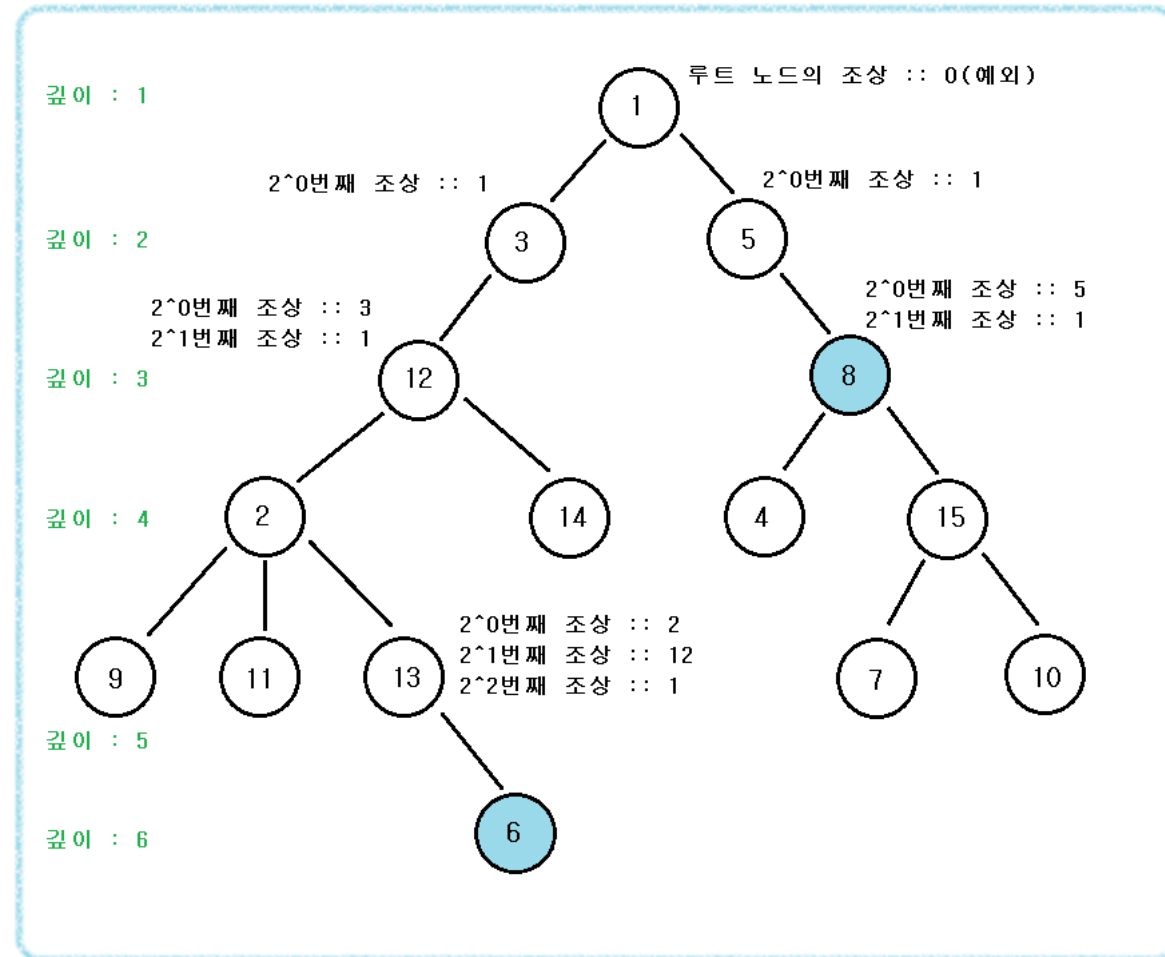 루트 노드의 조상 :: 0(예외)
깊이 : 1
1
2^0번째 조상 :: 1
2^0번째 조상 :: 1
깊이 : 2
3
5
2^0번째 조상 :: 3
2^1번째 조상 :: 1
2^0번째 조상 :: 5
2^1번째 조상 :: 1
깊이 : 3
12
8
깊이 : 4
2
14
4
15
2^0번째 조상 :: 2
2^1번째 조상 :: 12
2^2번째 조상 :: 1
9
11
13
7
10
깊이 : 5
깊이 : 6
6